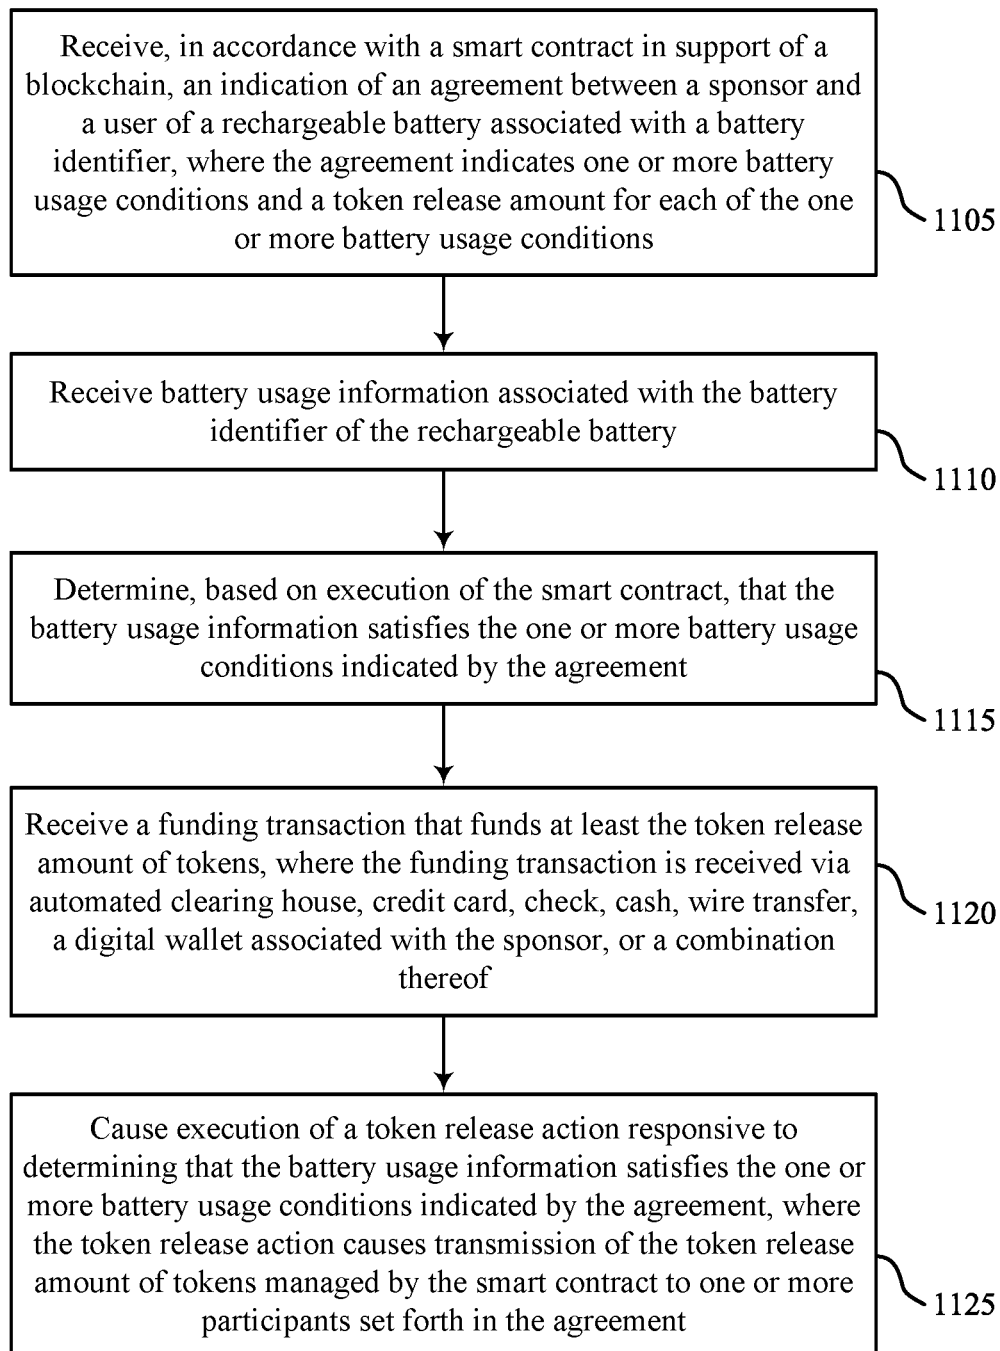 Receive, in accordance with a smart contract in support of a
blockchain, an indication of an agreement between a sponsor and
a user of a rechargeable battery associated with a battery
identifier, where the agreement indicates one or more battery
usage conditions and a token release amount for each of the one
or more battery usage conditions
1105
Receive battery usage information associated with the battery
identifier of the rechargeable battery
1110
Determine, based on execution of the smart contract, that the
battery usage information satisfies the one or more battery usage
conditions indicated by the agreement
1115
Receive a funding transaction that funds at least the token release
amount of tokens, where the funding transaction is received via
automated clearing house, credit card, check, cash, wire transfer,
a digital wallet associated with the sponsor, or a combination
thereof
1120
Cause execution of a token release action responsive to
determining that the battery usage information satisfies the one or
more battery usage conditions indicated by the agreement, where
the token release action causes transmission of the token release
amount of tokens managed by the smart contract to one or more
participants set forth in the agreement
1125